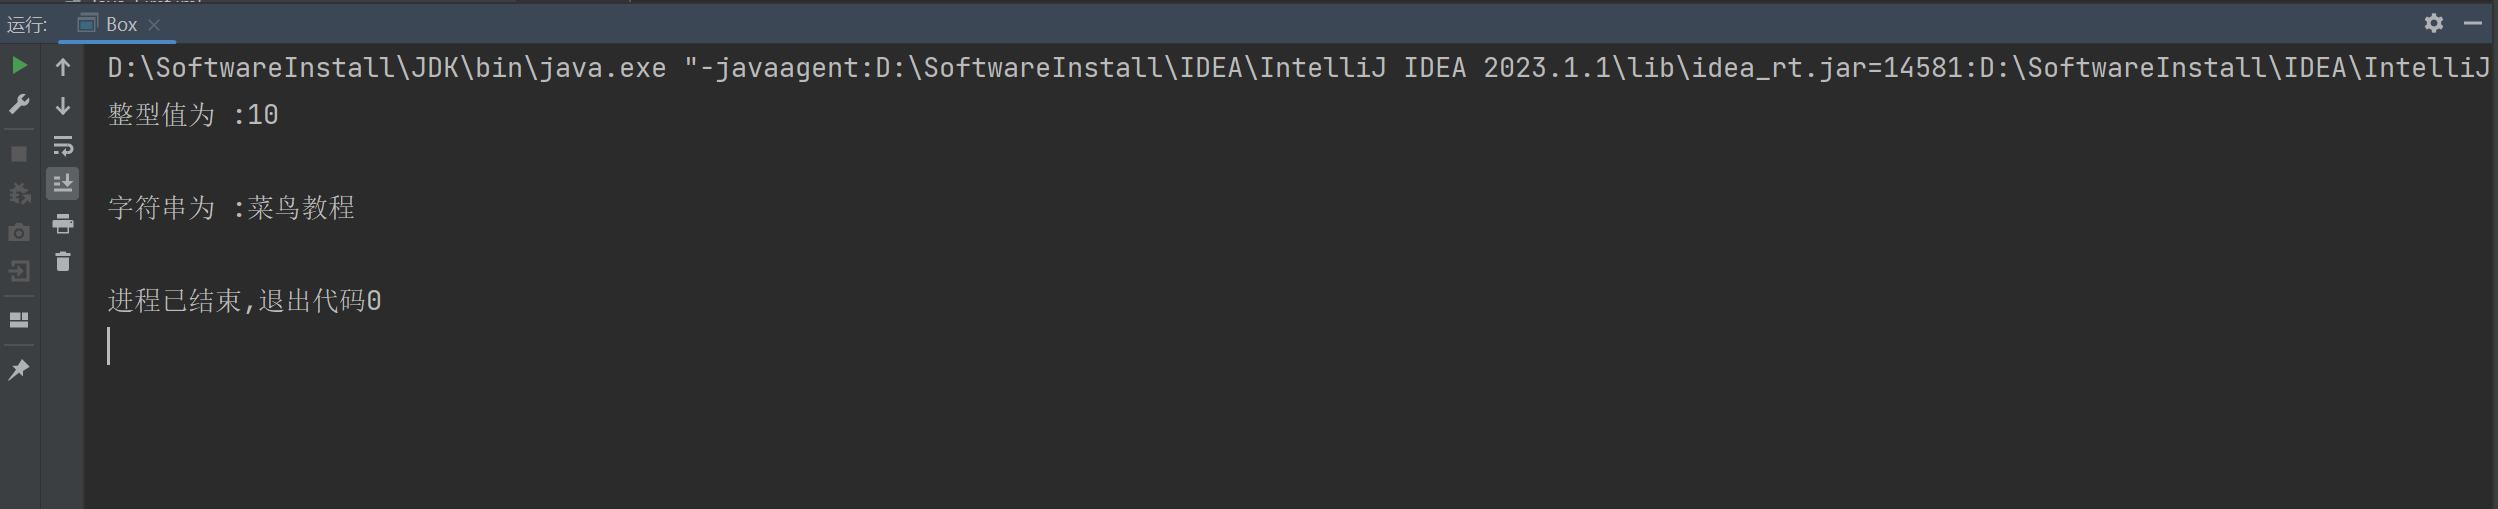 运行: Box
D:\SoftwareInstall\JDK\bin\java.exe "-javaagent:D:\SoftwareInstall\IDEA\IntelliJ IDEA 2023.1.1\lib\idea_rt.jar=14581:D:\SoftwareInstall\IDEA\IntelliJ
整型值为 :10
字符串为 :菜鸟教程
进程已结束,退出代码0